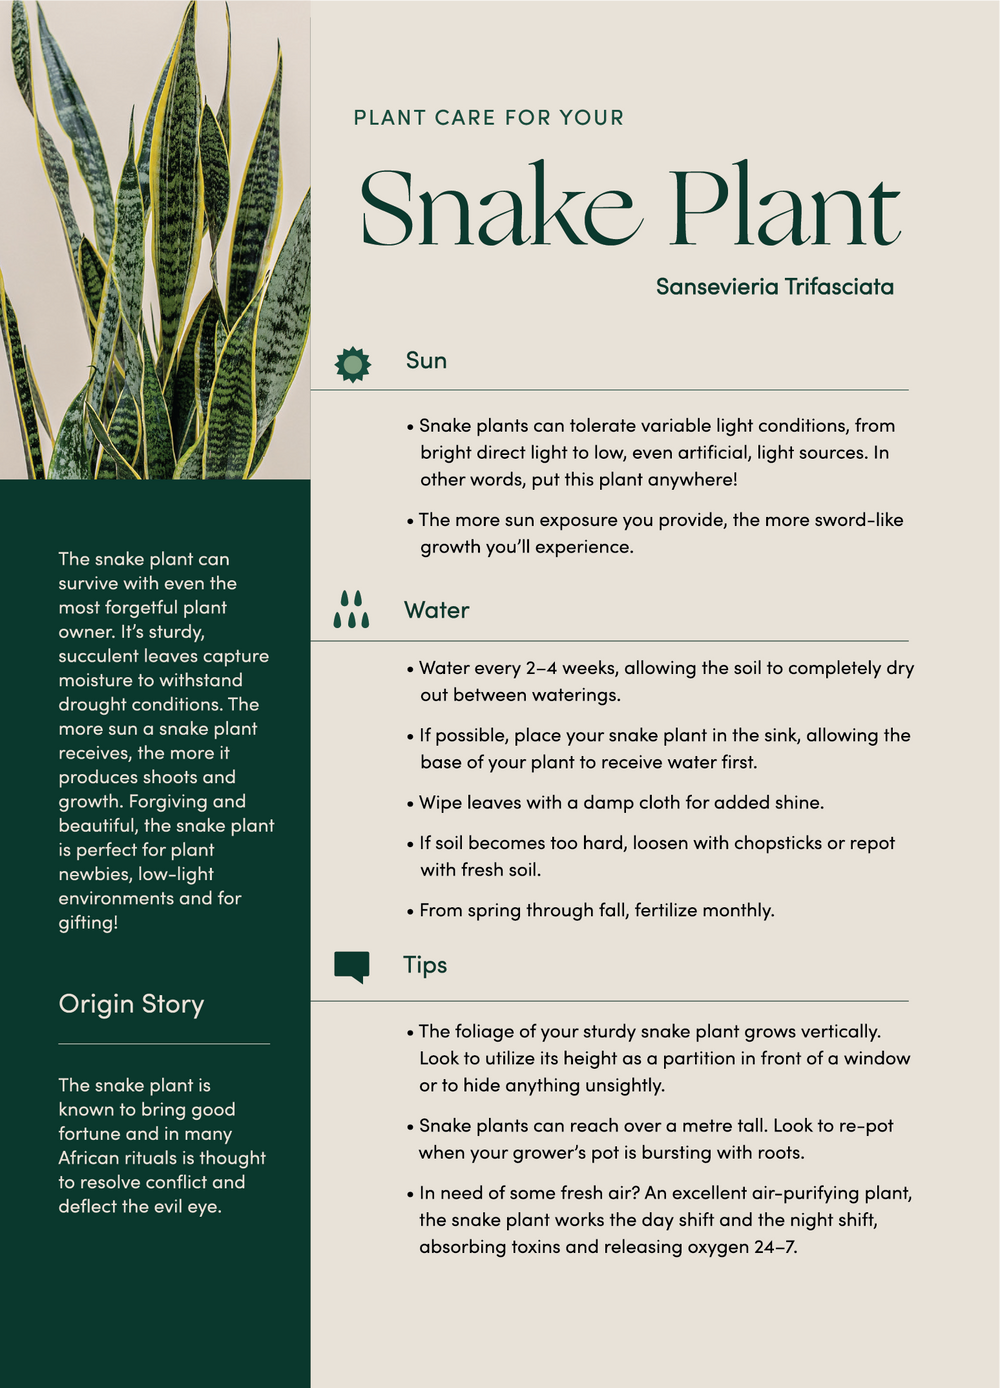 PLANT CARE FOR YOUR
Snake Plant
Sansevieria Trifasciata
Sun
• Snake plants can tolerate variable light conditions, from
bright direct light to low, even artificial, light sources. In
other words, put this plant anywhere!
• The more sun exposure you provide, the more sword-like
growth you’ll experience.
Water
• Water every 2–4 weeks, allowing the soil to completely dry
out between waterings.
• If possible, place your snake plant in the sink, allowing the
base of your plant to receive water first.
• Wipe leaves with a damp cloth for added shine.
• If soil becomes too hard, loosen with chopsticks or repot
with fresh soil.
• From spring through fall, fertilize monthly.
Tips
• The foliage of your sturdy snake plant grows vertically.
Look to utilize its height as a partition in front of a window
or to hide anything unsightly.
• Snake plants can reach over a metre tall. Look to re-pot
when your grower’s pot is bursting with roots.
• In need of some fresh air? An excellent air-purifying plant,
the snake plant works the day shift and the night shift,
absorbing toxins and releasing oxygen 24–7.
The snake plant can
survive with even the
most forgetful plant
owner. It’s sturdy,
succulent leaves capture
moisture to withstand
drought conditions. The
more sun a snake plant
receives, the more it
produces shoots and
growth. Forgiving and
beautiful, the snake plant
is perfect for plant
newbies, low-light
environments and for
gifting!
Origin Story
The snake plant is
known to bring good
fortune and in many
African rituals is thought
to resolve conflict and
deflect the evil eye.